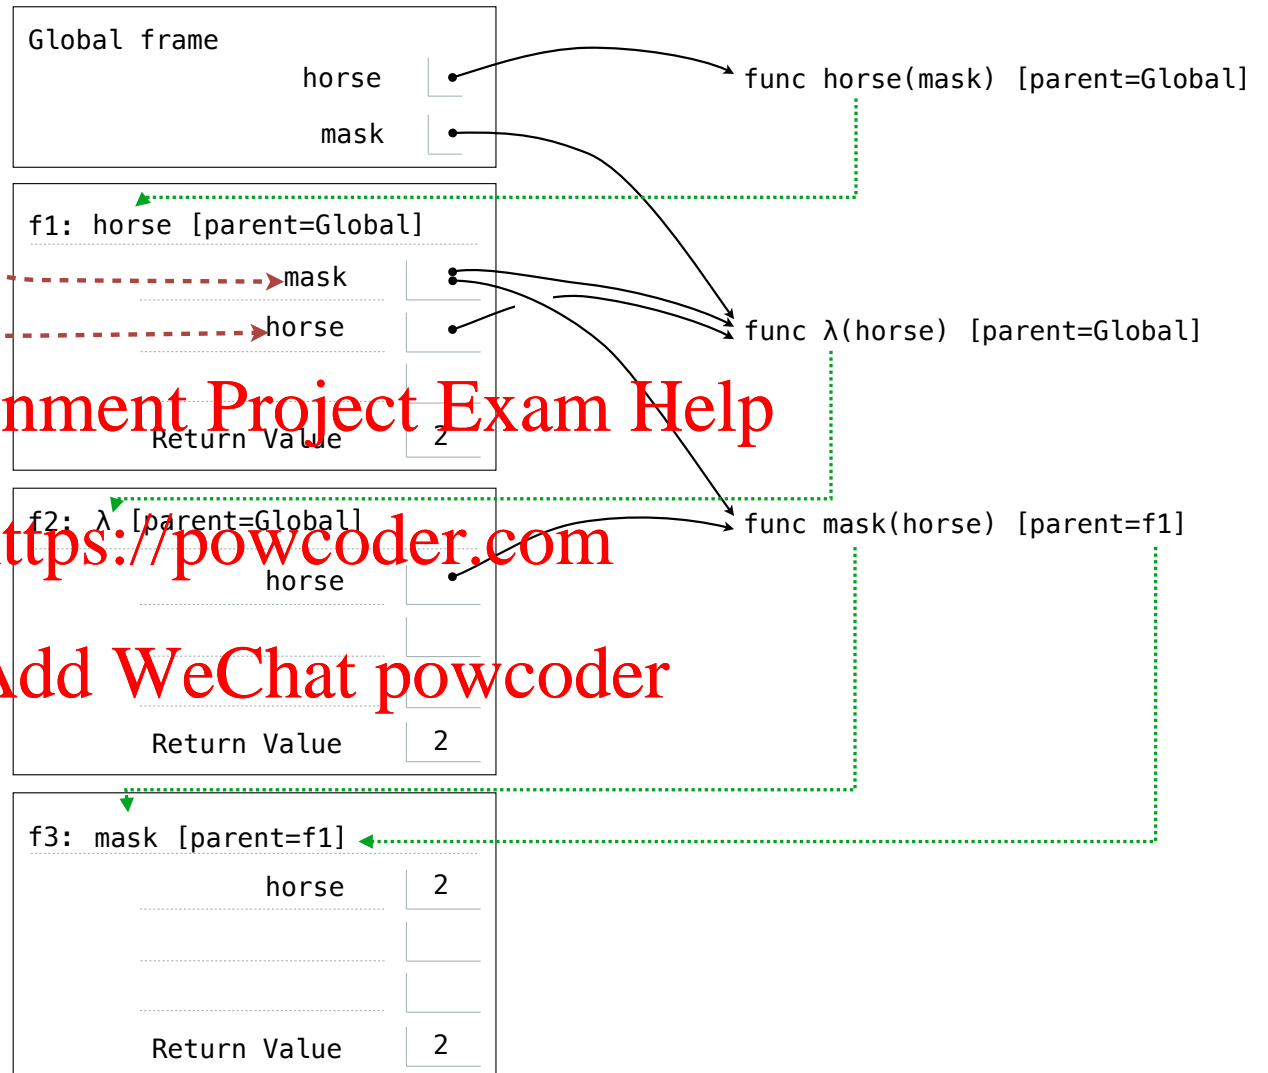 Global frame
horse
func horse(mask) [parent=Global]
mask
f1: horse [parent=Global]
mask
horse
func λ(horse) [parent=Global]
nment Project Exam Help
Return Value 2
f2: λ [parent=Global]
func mask(horse) [parent=f1]
ttps://powcoder.com
horse
Add WeChat powcoder
Return Value 2
f3: mask [parent=f1]
horse 2
Return Value 2